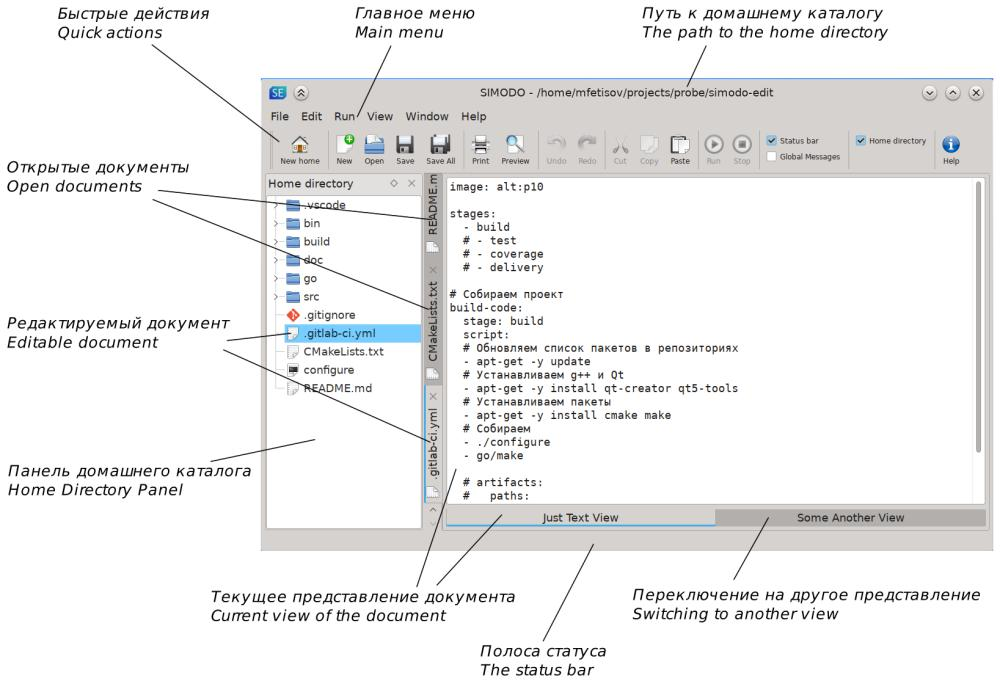 Быстрые действия
Quick actions
Главное меню
Main menu
Путь к домашнему каталогу
The path to the home directory
SE
SIMODO - /home/mfetisov/projects/probe/simodo-edit
File Edit Run View Window Help
New home New Open Save Save All Print Preview Undo Redo Cut Copy Paste Run Stop
Status bar
Global Messages
Home directory
Help
Открытые документы
Open documents
Home directory
.vscode
bin
build
doc
go
src
.gitignore
.gitlab-ci.yml
CMakeLists.txt
configure
README.md
README.m
CMakeLists.txt
.gitlab-ci.yml
image: alt:p10
stages:
- build
# - test
# - coverage
# - delivery
# Собираем проект
build-code:
stage: build
script:
# Обновляем список пакетов в репозиториях
- apt-get -y update
# Устанавливаем g++ и Qt
- apt-get -y install qt-creator qt5-tools
# Устанавливаем пакеты
- apt-get -y install cmake make
# Собираем
- ./configure
- go/make
# artifacts:
#   paths:
Just Text View
Some Another View
Редактируемый документ
Editable document
Панель домашнего каталога
Home Directory Panel
Текущее представление документа
Current view of the document
Переключение на другое представление
Switching to another view
Полоса статуса
The status bar